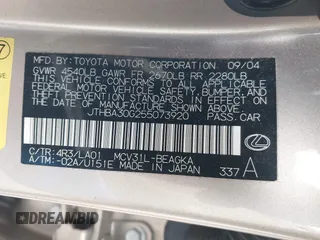 7
MFD. BY: TOYOTA MOTOR CORPORATION 09/04
GVWR 4540LB GAWR FR 2670LB RR 2280LB
THIS VEHICLE CONFORMS TO ALL APPLICABLE
FEDERAL MOTOR VEHICLE SAFETY, BUMPER,
AND THEFT PREVENTION STANDARDS IN
EFFECT ON THE DATE OF MANUFACTURE
SHOWN ABOVE.
JTHBA30G255073920 PASS.CAR
C/TR: 4R3/LA01 MCV31L-BEAGKA
A/TM: -02A/U151E MADE IN JAPAN 337 A
LEXUS
DREAMBID